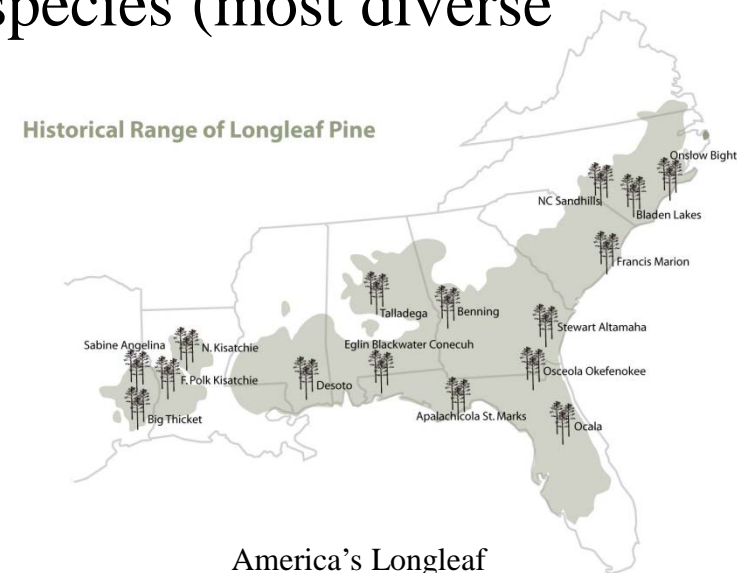 species (most diverse
Historical Range of Longleaf Pine
Onslow Bight
NC Sandhills
Bladen Lakes
Francis Marion
Talladega
Benning
Stewart Altamaha
Sabine Angelina
N. Kisatchie
Eglin Blackwater Conecuh
Osceola Okefenokee
F. Polk Kisatchie
Desoto
Apalachicola St. Marks
Big Thicket
Ocala
America's Longleaf